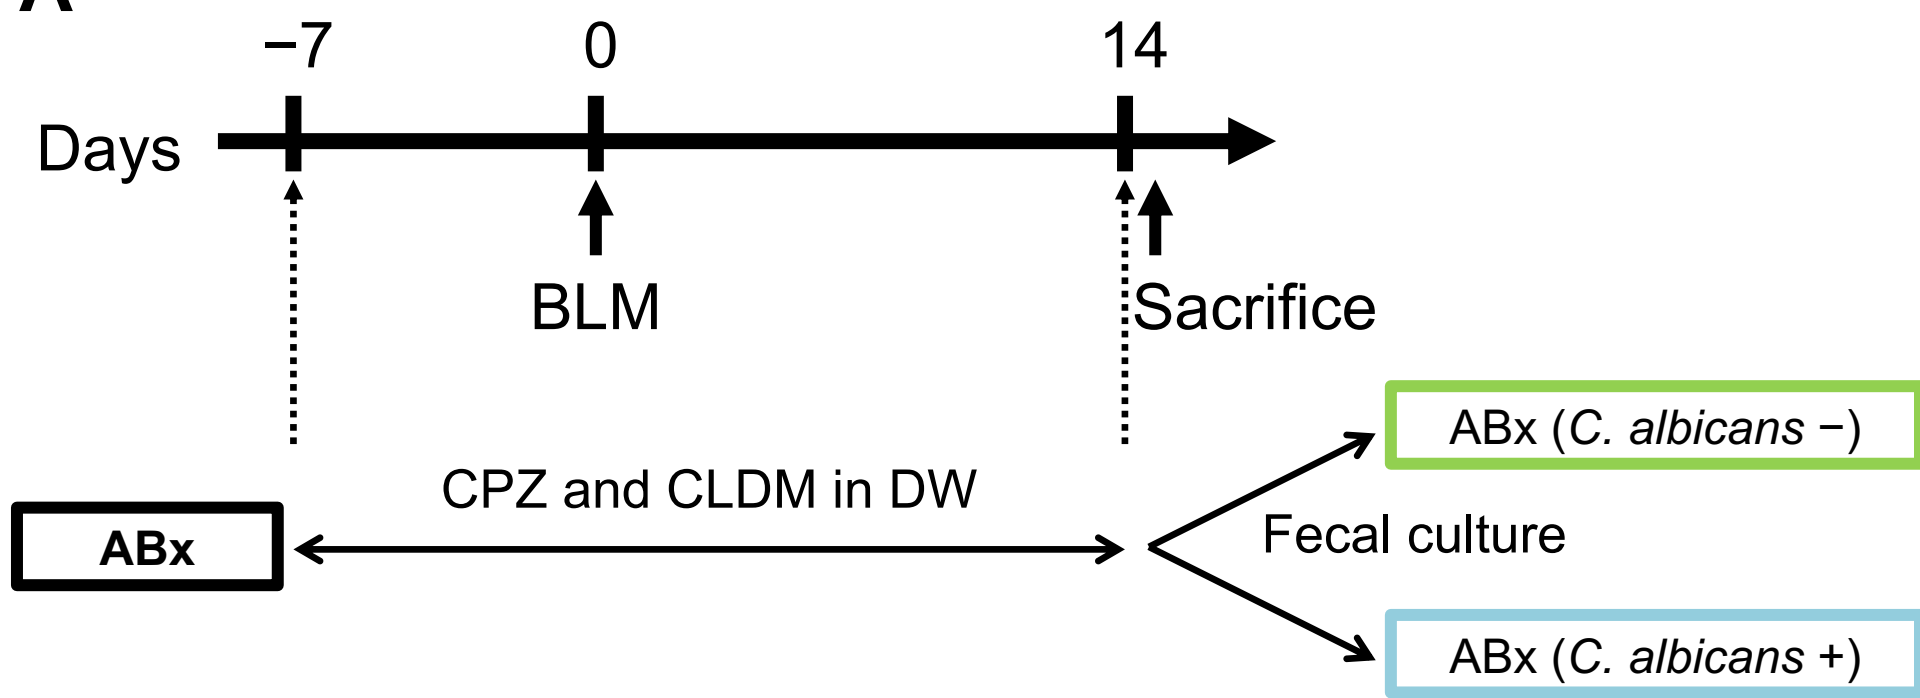 A
−7 0 14
Days
BLM Sacrifice
ABx (C. albicans −)
CPZ and CLDM in DW
Fecal culture
ABx
ABx (C. albicans +)